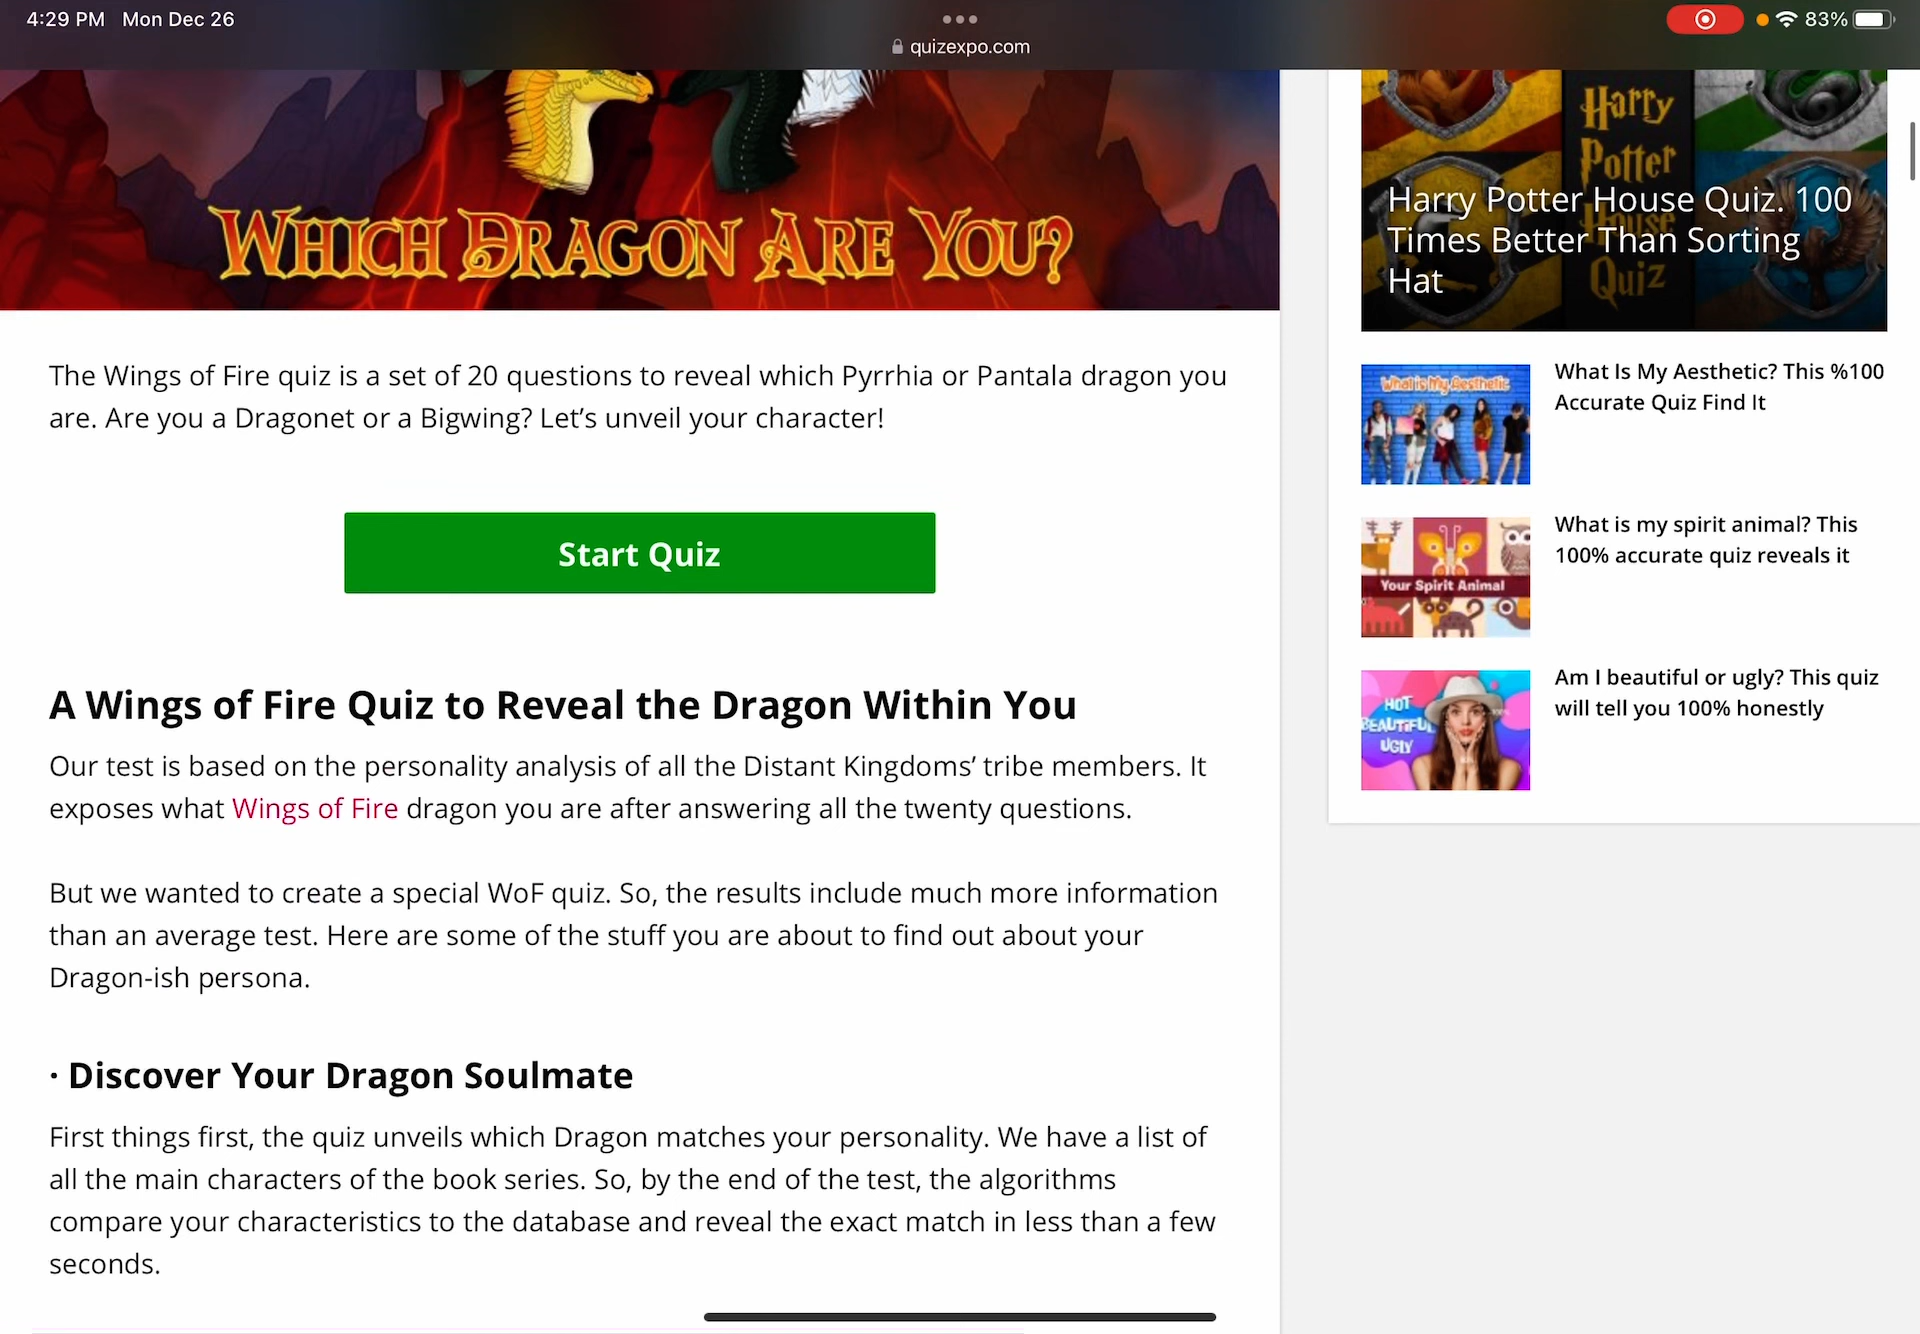 4:29 PM Mon Dec 26
83%
quizexpo.com
WHICH DRAGON ARE YOU?
The Wings of Fire quiz is a set of 20 questions to reveal which Pyrrhia or Pantala dragon you
are. Are you a Dragonet or a Bigwing? Let’s unveil your character!
Start Quiz
A Wings of Fire Quiz to Reveal the Dragon Within You
Our test is based on the personality analysis of all the Distant Kingdoms’ tribe members. It
exposes what Wings of Fire dragon you are after answering all the twenty questions.
But we wanted to create a special WoF quiz. So, the results include much more information
than an average test. Here are some of the stuff you are about to find out about your
Dragon-ish persona.
· Discover Your Dragon Soulmate
First things first, the quiz unveils which Dragon matches your personality. We have a list of
all the main characters of the book series. So, by the end of the test, the algorithms
compare your characteristics to the database and reveal the exact match in less than a few
seconds.
Harry
Potter
House
Quiz
Harry Potter House Quiz. 100
Times Better Than Sorting
Hat
What is My Aesthetic
What Is My Aesthetic? This %100
Accurate Quiz Find It
Your Spirit Animal
What is my spirit animal? This
100% accurate quiz reveals it
HOT
BEAUTIFUL
UGLY
Am I beautiful or ugly? This quiz
will tell you 100% honestly